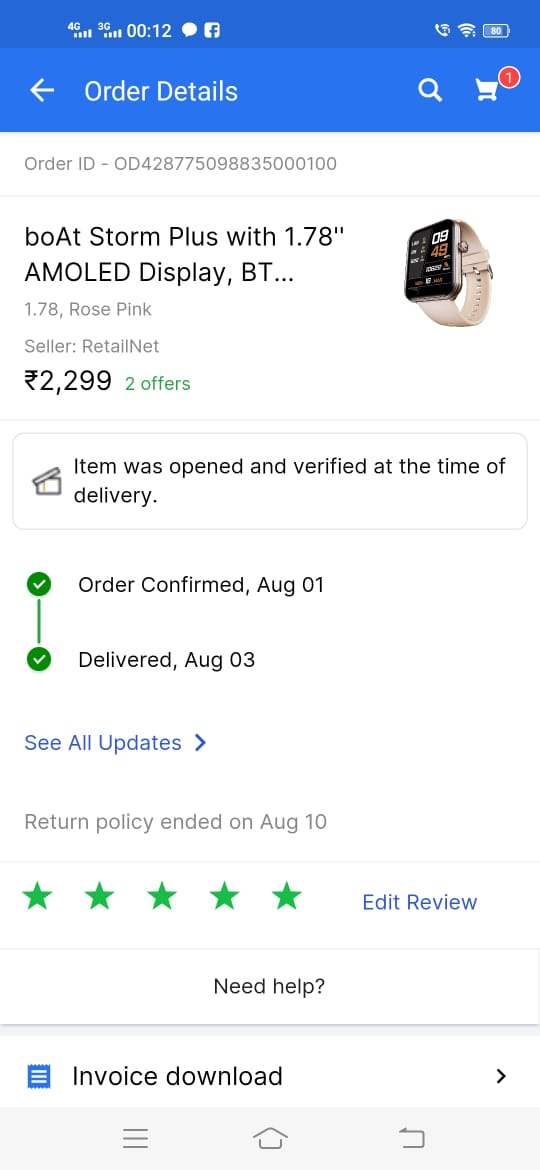 4G 3G 00:12 80
Order Details 1
Order ID - OD428775098835000100
boAt Storm Plus with 1.78''
AMOLED Display, BT...
1.78, Rose Pink
Seller: RetailNet
₹2,299 2 offers
Item was opened and verified at the time of
delivery.
Order Confirmed, Aug 01
Delivered, Aug 03
See All Updates
Return policy ended on Aug 10
Edit Review
Need help?
Invoice download